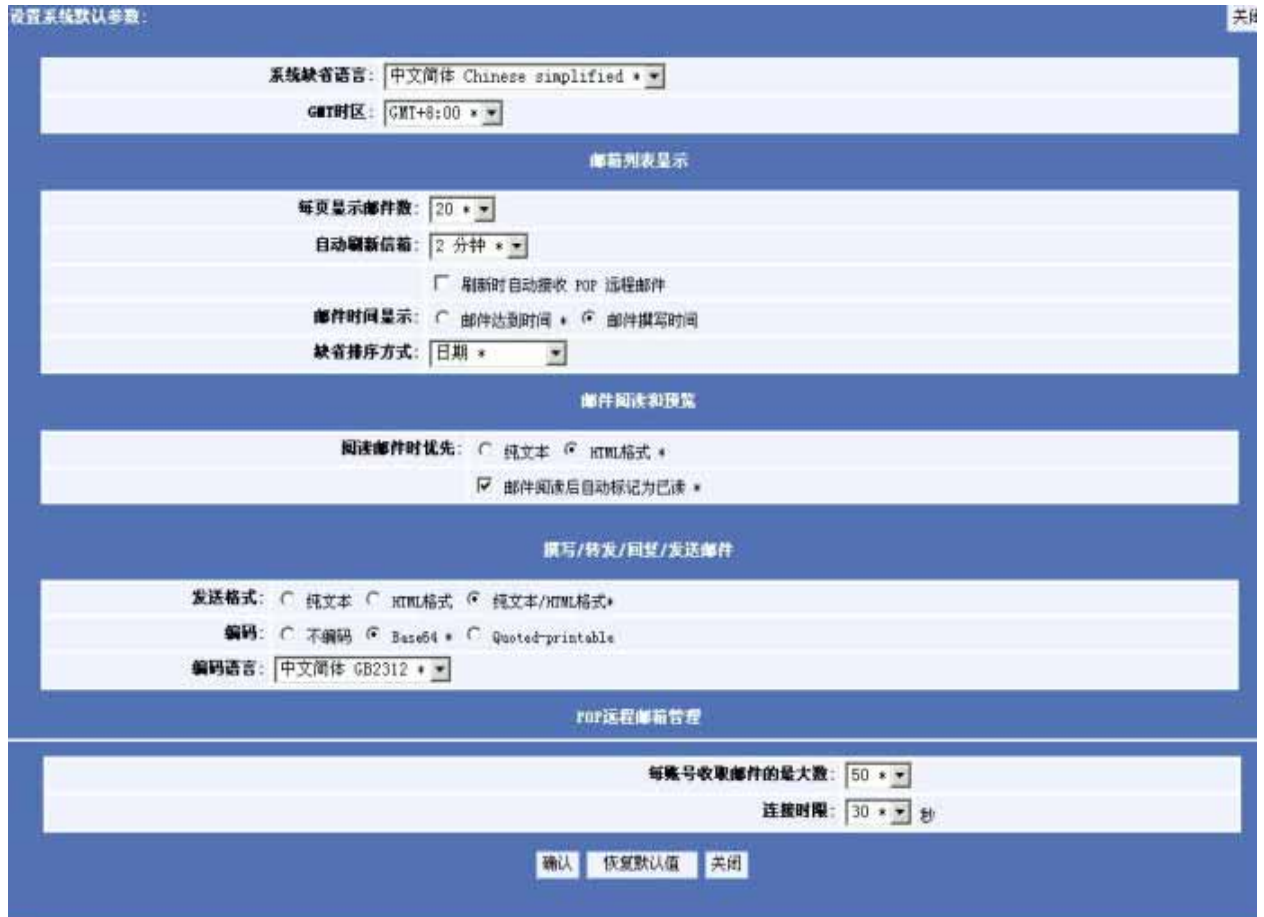 设置系统默认参数:
关闭
系统缺省语言: 中文简体 Chinese simplified *
GMT时区: GMT+8:00 *
邮箱列表显示
每页显示邮件数: 20 *
自动刷新信箱: 2 分钟 *
刷新时自动接收 POP 远程邮件
邮件时间显示: 邮件达到时间 * 邮件撰写时间
缺省排序方式: 日期 *
邮件阅读和预览
阅读邮件时优先: 纯文本 HTML格式 *
邮件阅读后自动标记为已读 *
撰写/转发/回复/发送邮件
发送格式: 纯文本 HTML格式 纯文本/HTML格式*
编码: 不编码 Base64 * Quoted-printable
编码语言: 中文简体 GB2312 *
POP远程邮箱管理
每账号收取邮件的最大数: 50 *
连接时限: 30 * 秒
确认 恢复默认值 关闭